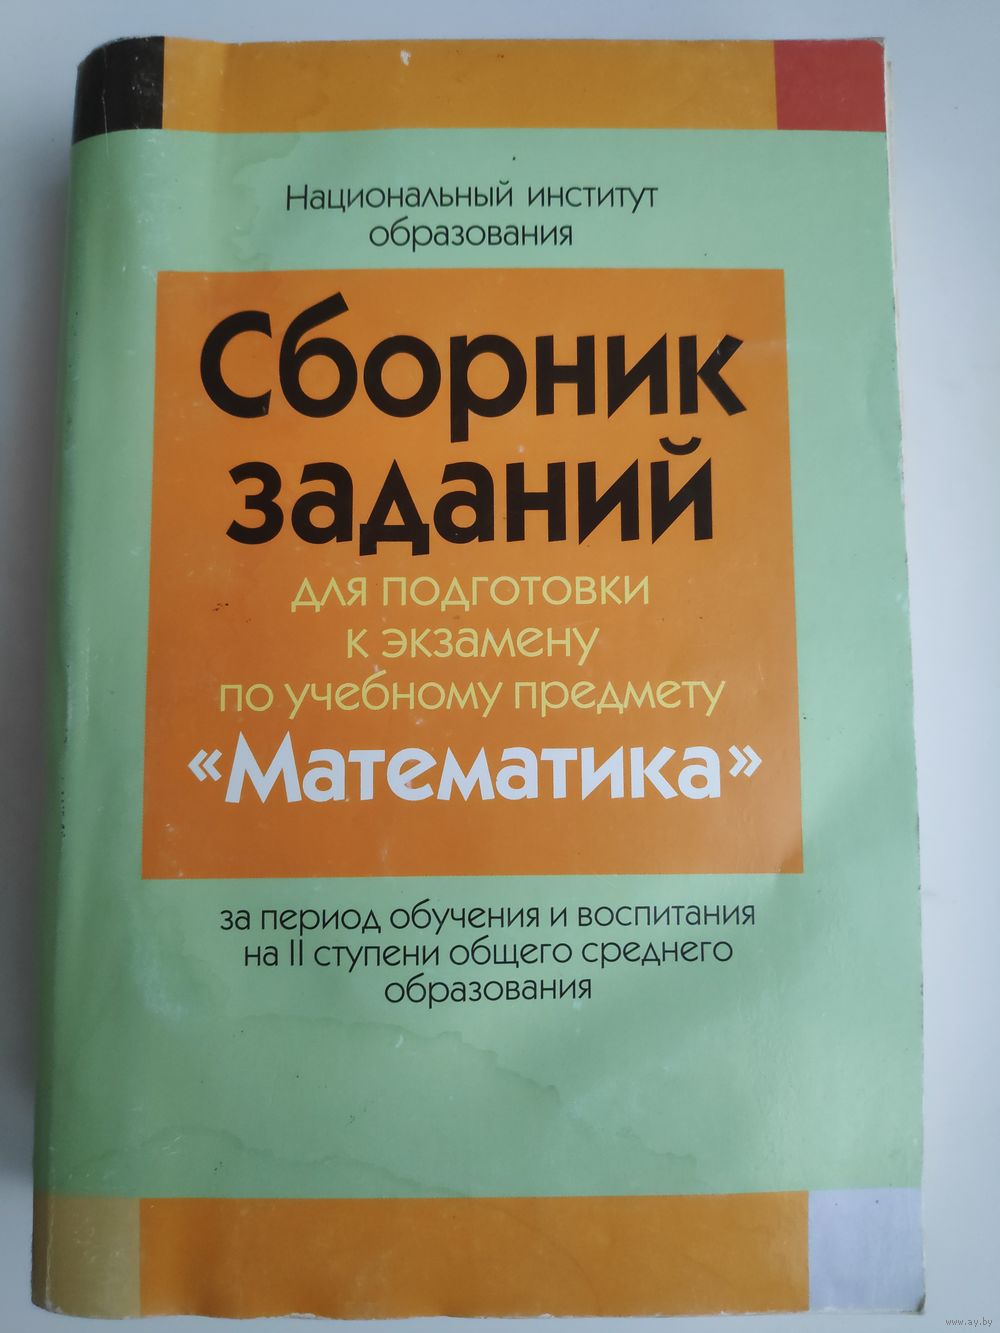 Национальный институт
образования
Сборник
заданий
для подготовки
к экзамену
по учебному предмету
«Математика»
за период обучения и воспитания
на II ступени общего среднего
образования
www.ay.by